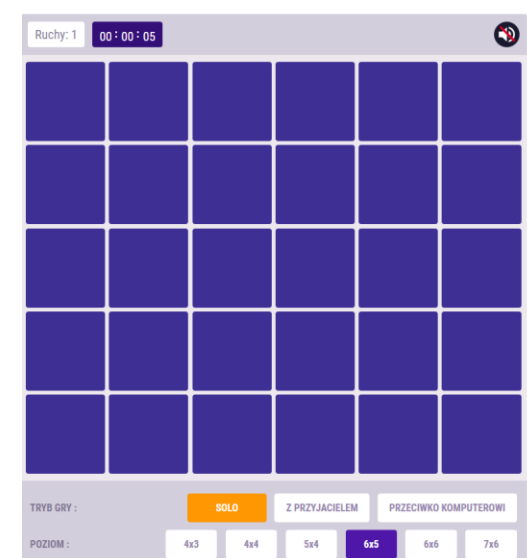 Ruchy: 1 00 : 00 : 05
TRYB GRY : SOLO Z PRZYJACIELEM PRZECIWKO KOMPUTEROWI
POZIOM : 4x3 4x4 5x4 6x5 6x6 7x6